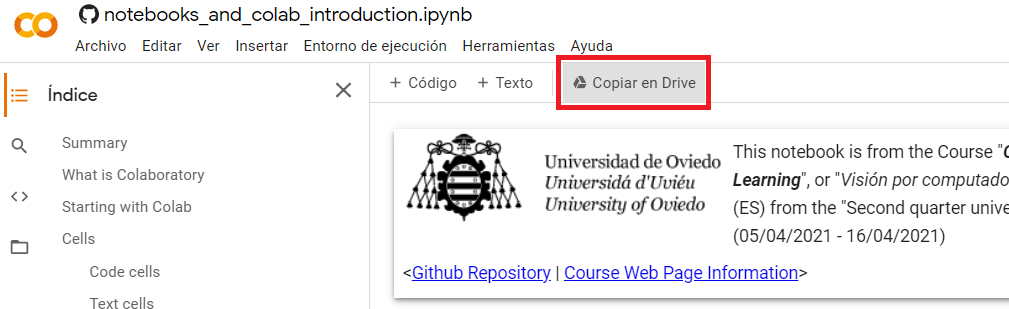 notebooks_and_colab_introduction.ipynb
Archivo Editar Ver Insertar Entorno de ejecución Herramientas Ayuda
+ Código + Texto Copiar en Drive
Índice
Summary
What is Colaboratory
Starting with Colab
Cells
Code cells
Text cells
Universidad de Oviedo
Universidá d'Uviéu
University of Oviedo
This notebook is from the Course "
Learning", or "Visión por computado
(ES) from the "Second quarter unive
(05/04/2021 - 16/04/2021)
<Github Repository | Course Web Page Information>